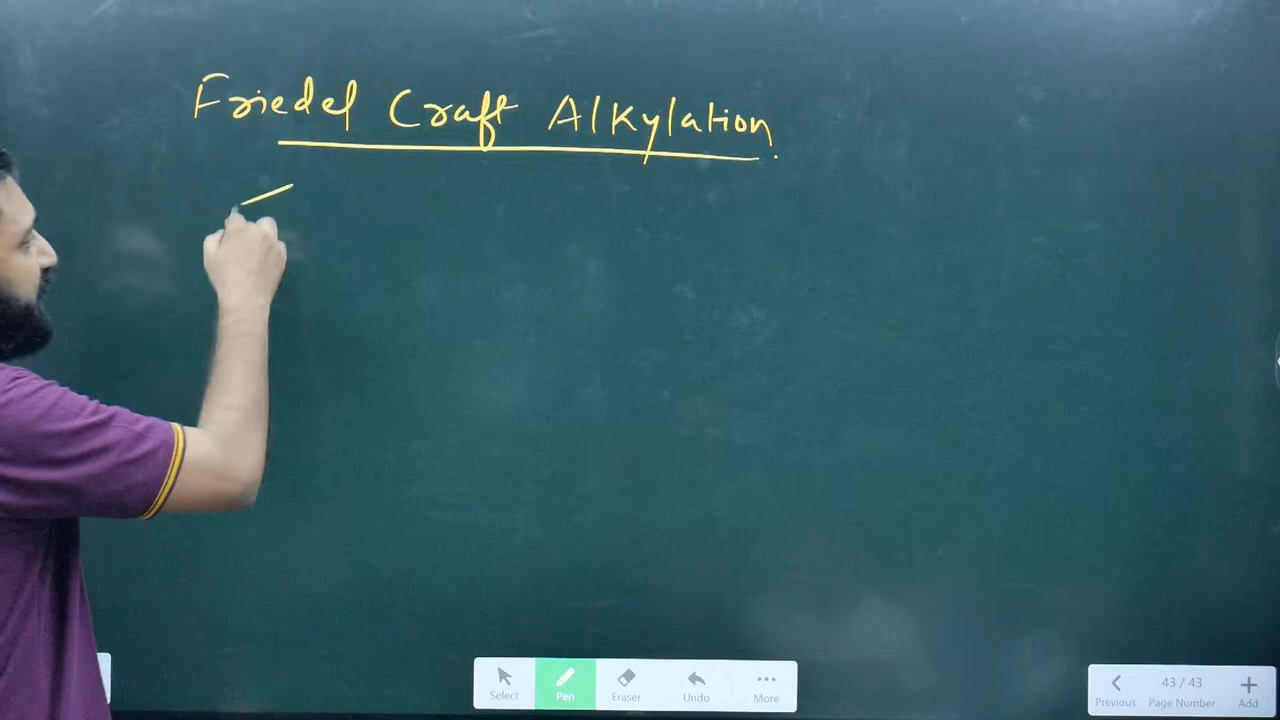 Friedel Craft Alkylation.
Select Pen Eraser Undo More
43 / 43
Previous Page Number Add